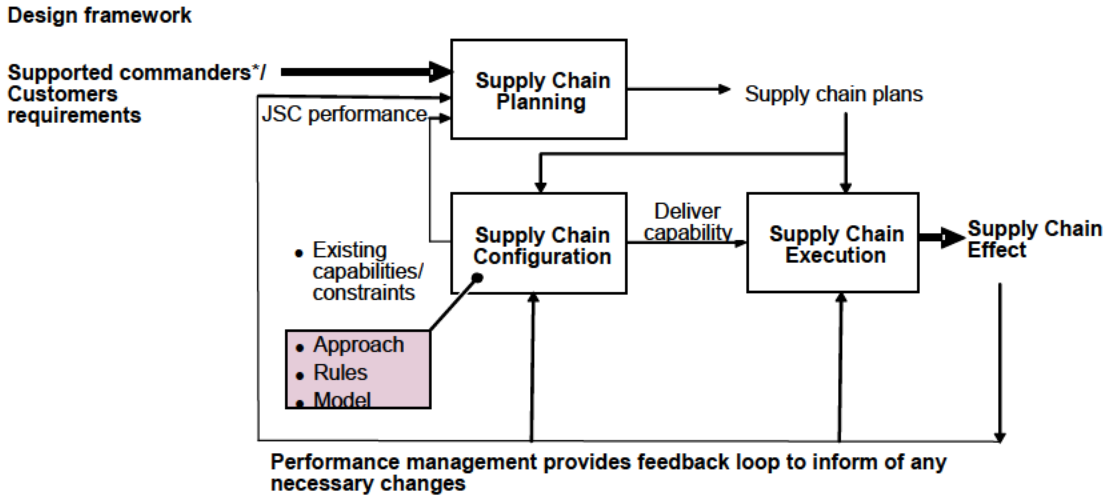 Design framework
Supported commanders*/
Customers
requirements
JSC performance
Supply Chain
Planning
Supply chain plans
Supply Chain
Configuration
Deliver
capability
Supply Chain
Execution
Supply Chain
Effect
• Existing
capabilities/
constraints
• Approach
• Rules
• Model
Performance management provides feedback loop to inform of any
necessary changes